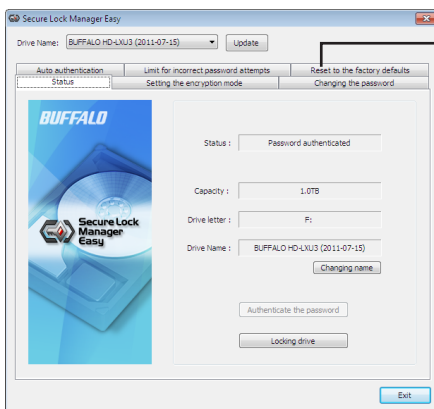 Secure Lock Manager Easy
Drive Name: BUFFALO HD-LXU3 (2011-07-15) Update
Auto authentication Limit for incorrect password attempts Reset to the factory defaults
Status Setting the encryption mode Changing the password
BUFFALO
Status : Password authenticated
Capacity : 1.0TB
Secure Lock
Manager
Easy
Drive letter : F:
Drive Name : BUFFALO HD-LXU3 (2011-07-15)
Changing name
Authenticate the password
Locking drive
Exit